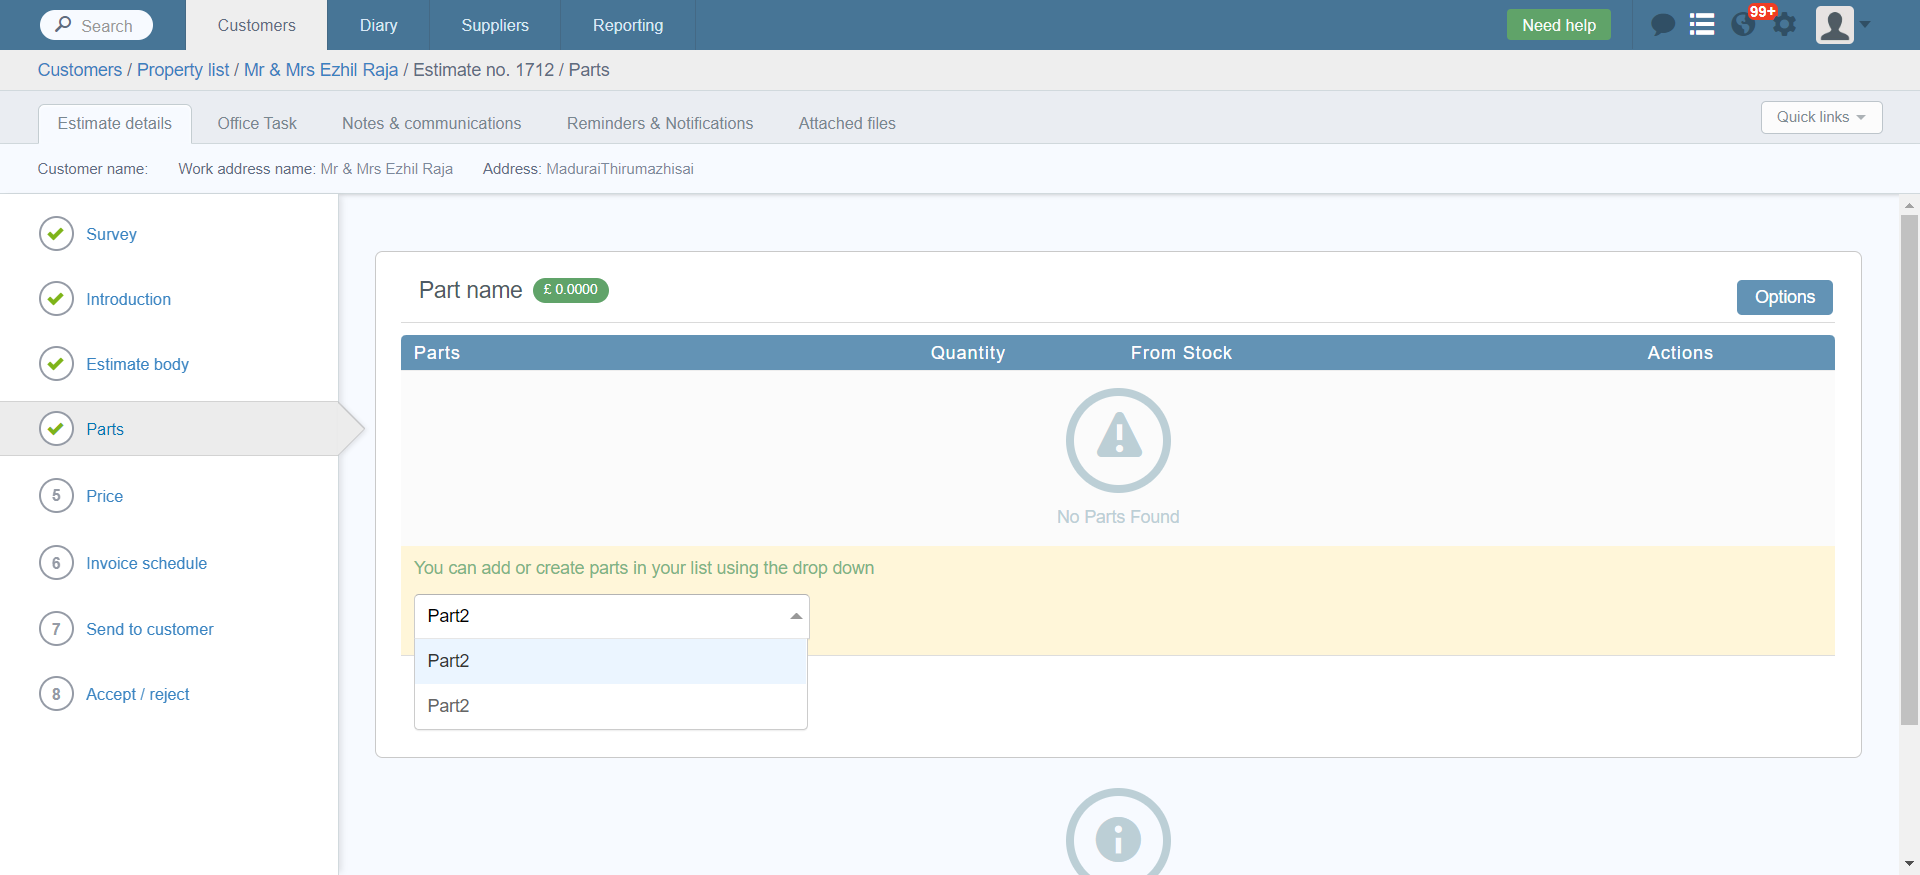 Search Customers Diary Suppliers Reporting Need help 99+
Customers / Property list / Mr & Mrs Ezhil Raja / Estimate no. 1712 / Parts
Estimate details Office Task Notes & communications Reminders & Notifications Attached files Quick links
Customer name: Work address name: Mr & Mrs Ezhil Raja Address: MaduraiThirumazhisai
Survey
Introduction
Estimate body
Parts
5 Price
6 Invoice schedule
7 Send to customer
8 Accept / reject
Part name £ 0.0000 Options
Parts Quantity From Stock Actions
No Parts Found
You can add or create parts in your list using the drop down
Part2
Part2
Part2